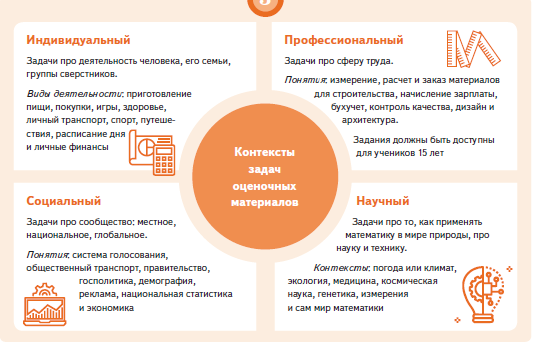 Индивидуальный
Задачи про деятельность человека, его семьи,
группы сверстников.
Виды деятельности: приготовление
пищи, покупки, игры, здоровье,
личный транспорт, спорт, путеше-
ствия, расписание дня
и личные финансы
Профессиональный
Задачи про сферу труда.
Понятия: измерение, расчет и заказ материалов
для строительства, начисление зарплаты,
бухучет, контроль качества, дизайн и
архитектура.
Задания должны быть доступны
для учеников 15 лет
Контексты
задач
оценочных
материалов
Социальный
Задачи про сообщество: местное,
национальное, глобальное.
Понятия: система голосования,
общественный транспорт, правительство,
госполитика, демография,
реклама, национальная статистика
и экономика
Научный
Задачи про то, как применять
математику в мире природы, про
науку и технику.
Контексты: погода или климат,
экология, медицина, космическая
наука, генетика, измерения
и сам мир математики